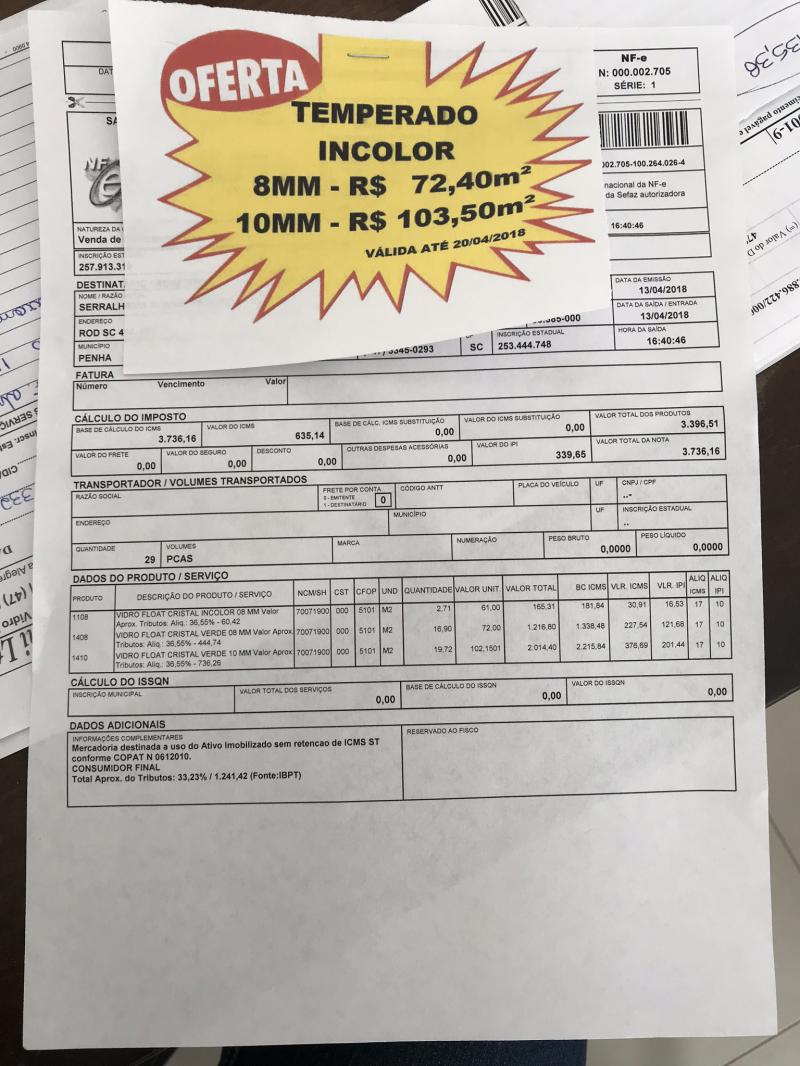 OFERTA
TEMPERADO
INCOLOR
8MM - R$ 72,40m²
10MM - R$ 103,50m²
VÁLIDA ATÉ 20/04/2018
NF-e
N: 000.002.705
SÉRIE: 1
DAT
002.705-100.264.026-4
nacional da NF-e
da Sefaz autorizadora
NATUREZA DA
Venda de
16:40:46
INSCRIÇÃO EST
257.913.31
DESTINAT
NOME / RAZÃO
SERRALH
DATA DA EMISSÃO
13/04/2018
ENDEREÇO
ROD SC 4
DATA DA SAÍDA / ENTRADA
13/04/2018
MUNICÍPIO
PENHA
3345-0293
SC
INSCRIÇÃO ESTADUAL
253.444.748
HORA DA SAÍDA
16:40:46
FATURA
Número Vencimento Valor
CÁLCULO DO IMPOSTO
BASE DE CÁLCULO DO ICMS VALOR DO ICMS BASE DE CÁLC. ICMS SUBSTITUIÇÃO VALOR DO ICMS SUBSTITUIÇÃO VALOR TOTAL DOS PRODUTOS
3.736,16 635,14 0,00 0,00 3.396,51
VALOR DO FRETE VALOR DO SEGURO DESCONTO OUTRAS DESPESAS ACESSÓRIAS VALOR DO IPI VALOR TOTAL DA NOTA
0,00 0,00 0,00 0,00 339,65 3.736,16
TRANSPORTADOR / VOLUMES TRANSPORTADOS
RAZÃO SOCIAL FRETE POR CONTA CÓDIGO ANTT PLACA DO VEÍCULO UF CNPJ / CPF
0 - EMITENTE
1 - DESTINATÁRIO
0
..-
ENDEREÇO MUNICÍPIO UF INSCRIÇÃO ESTADUAL
..
QUANTIDADE VOLUMES MARCA NUMERAÇÃO PESO BRUTO PESO LÍQUIDO
29 PCAS 0,0000 0,0000
DADOS DO PRODUTO / SERVIÇO
PRODUTO DESCRIÇÃO DO PRODUTO / SERVIÇO NCM/SH CST CFOP UND QUANTIDADE VALOR UNIT. VALOR TOTAL BC ICMS VLR. ICMS VLR. IPI ALIQ ICMS ALIQ IPI
1108 VIDRO FLOAT CRISTAL INCOLOR 08 MM Valor 70071900 000 5101 M2 2,71 61,00 165,31 181,84 30,91 16,53 17 10
Aprox. Tributos: Aliq.: 36,55% - 60,42
1408 VIDRO FLOAT CRISTAL VERDE 08 MM Valor Aprox. 70071900 000 5101 M2 16,90 72,00 1.216,80 1.338,48 227,54 121,68 17 10
Tributos: Aliq.: 36,55% - 444,74
1410 VIDRO FLOAT CRISTAL VERDE 10 MM Valor Aprox. 70071900 000 5101 M2 19,72 102,1501 2.014,40 2.215,84 376,69 201,44 17 10
Tributos: Aliq.: 36,55% - 736,26
CÁLCULO DO ISSQN
INSCRIÇÃO MUNICIPAL VALOR TOTAL DOS SERVIÇOS BASE DE CÁLCULO DO ISSQN VALOR DO ISSQN
0,00 0,00 0,00
DADOS ADICIONAIS
INFORMAÇÕES COMPLEMENTARES RESERVADO AO FISCO
Mercadoria destinada a uso do Ativo Imobilizado sem retencao de ICMS ST
conforme COPAT N 0612010.
CONSUMIDOR FINAL
Total Aprox. do Tributos: 33,23% / 1.241,42 (Fonte:IBPT)